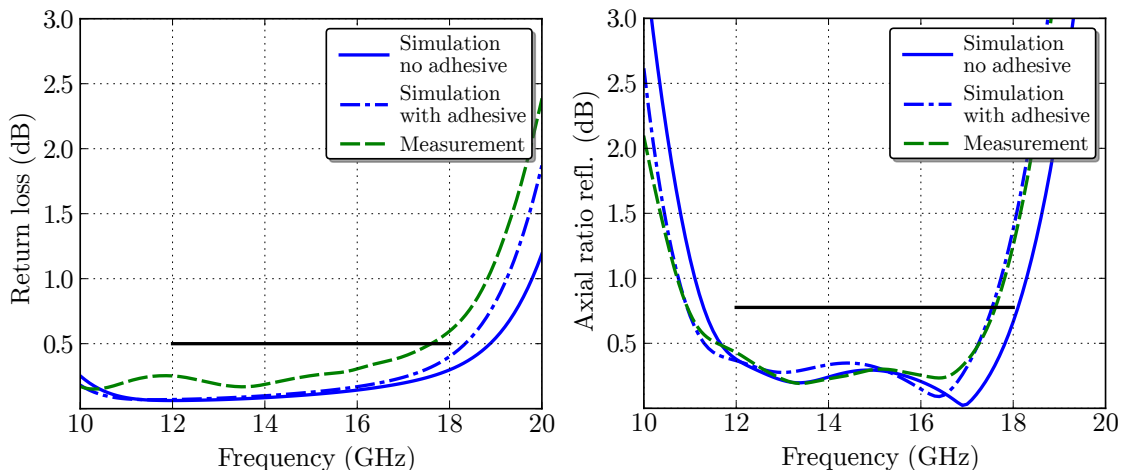 3.0
2.5
2.0
1.5
1.0
0.5
Return loss (dB)
10 12 14 16 18 20
Frequency (GHz)
Simulation
no adhesive
Simulation
with adhesive
Measurement
3.0
2.5
2.0
1.5
1.0
0.5
Axial ratio refl. (dB)
10 12 14 16 18 20
Frequency (GHz)
Simulation
no adhesive
Simulation
with adhesive
Measurement